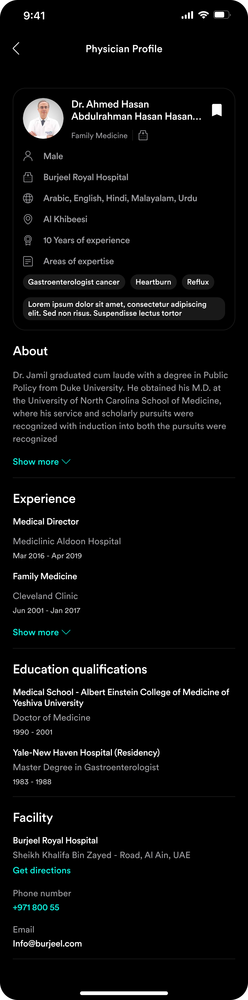 9:41
Physician Profile
Dr. Ahmed Hasan
Abdulrahman Hasan Hasan...
Family Medicine
Male
Burjeel Royal Hospital
Arabic, English, Hindi, Malayalam, Urdu
Al Khibeesi
10 Years of experience
Areas of expertise
Gastroenterologist cancer Heartburn Reflux
Lorem ipsum dolor sit amet, consectetur adipiscing
elit. Sed non risus. Suspendisse lectus tortor
About
Dr. Jamil graduated cum laude with a degree in Public
Policy from Duke University. He obtained his M.D. at
the University of North Carolina School of Medicine,
where his service and scholarly pursuits were
recognized with induction into both the pursuits were
recognized
Show more
Experience
Medical Director
Mediclinic Aldoon Hospital
Mar 2016 - Apr 2019
Family Medicine
Cleveland Clinic
Jun 2001 - Jan 2017
Show more
Education qualifications
Medical School - Albert Einstein College of Medicine of
Yeshiva University
Doctor of Medicine
1990 - 2001
Yale-New Haven Hospital (Residency)
Master Degree in Gastroenterologist
1983 - 1988
Facility
Burjeel Royal Hospital
Sheikh Khalifa Bin Zayed - Road, Al Ain, UAE
Get directions
Phone number
+971 800 55
Email
Info@burjeel.com